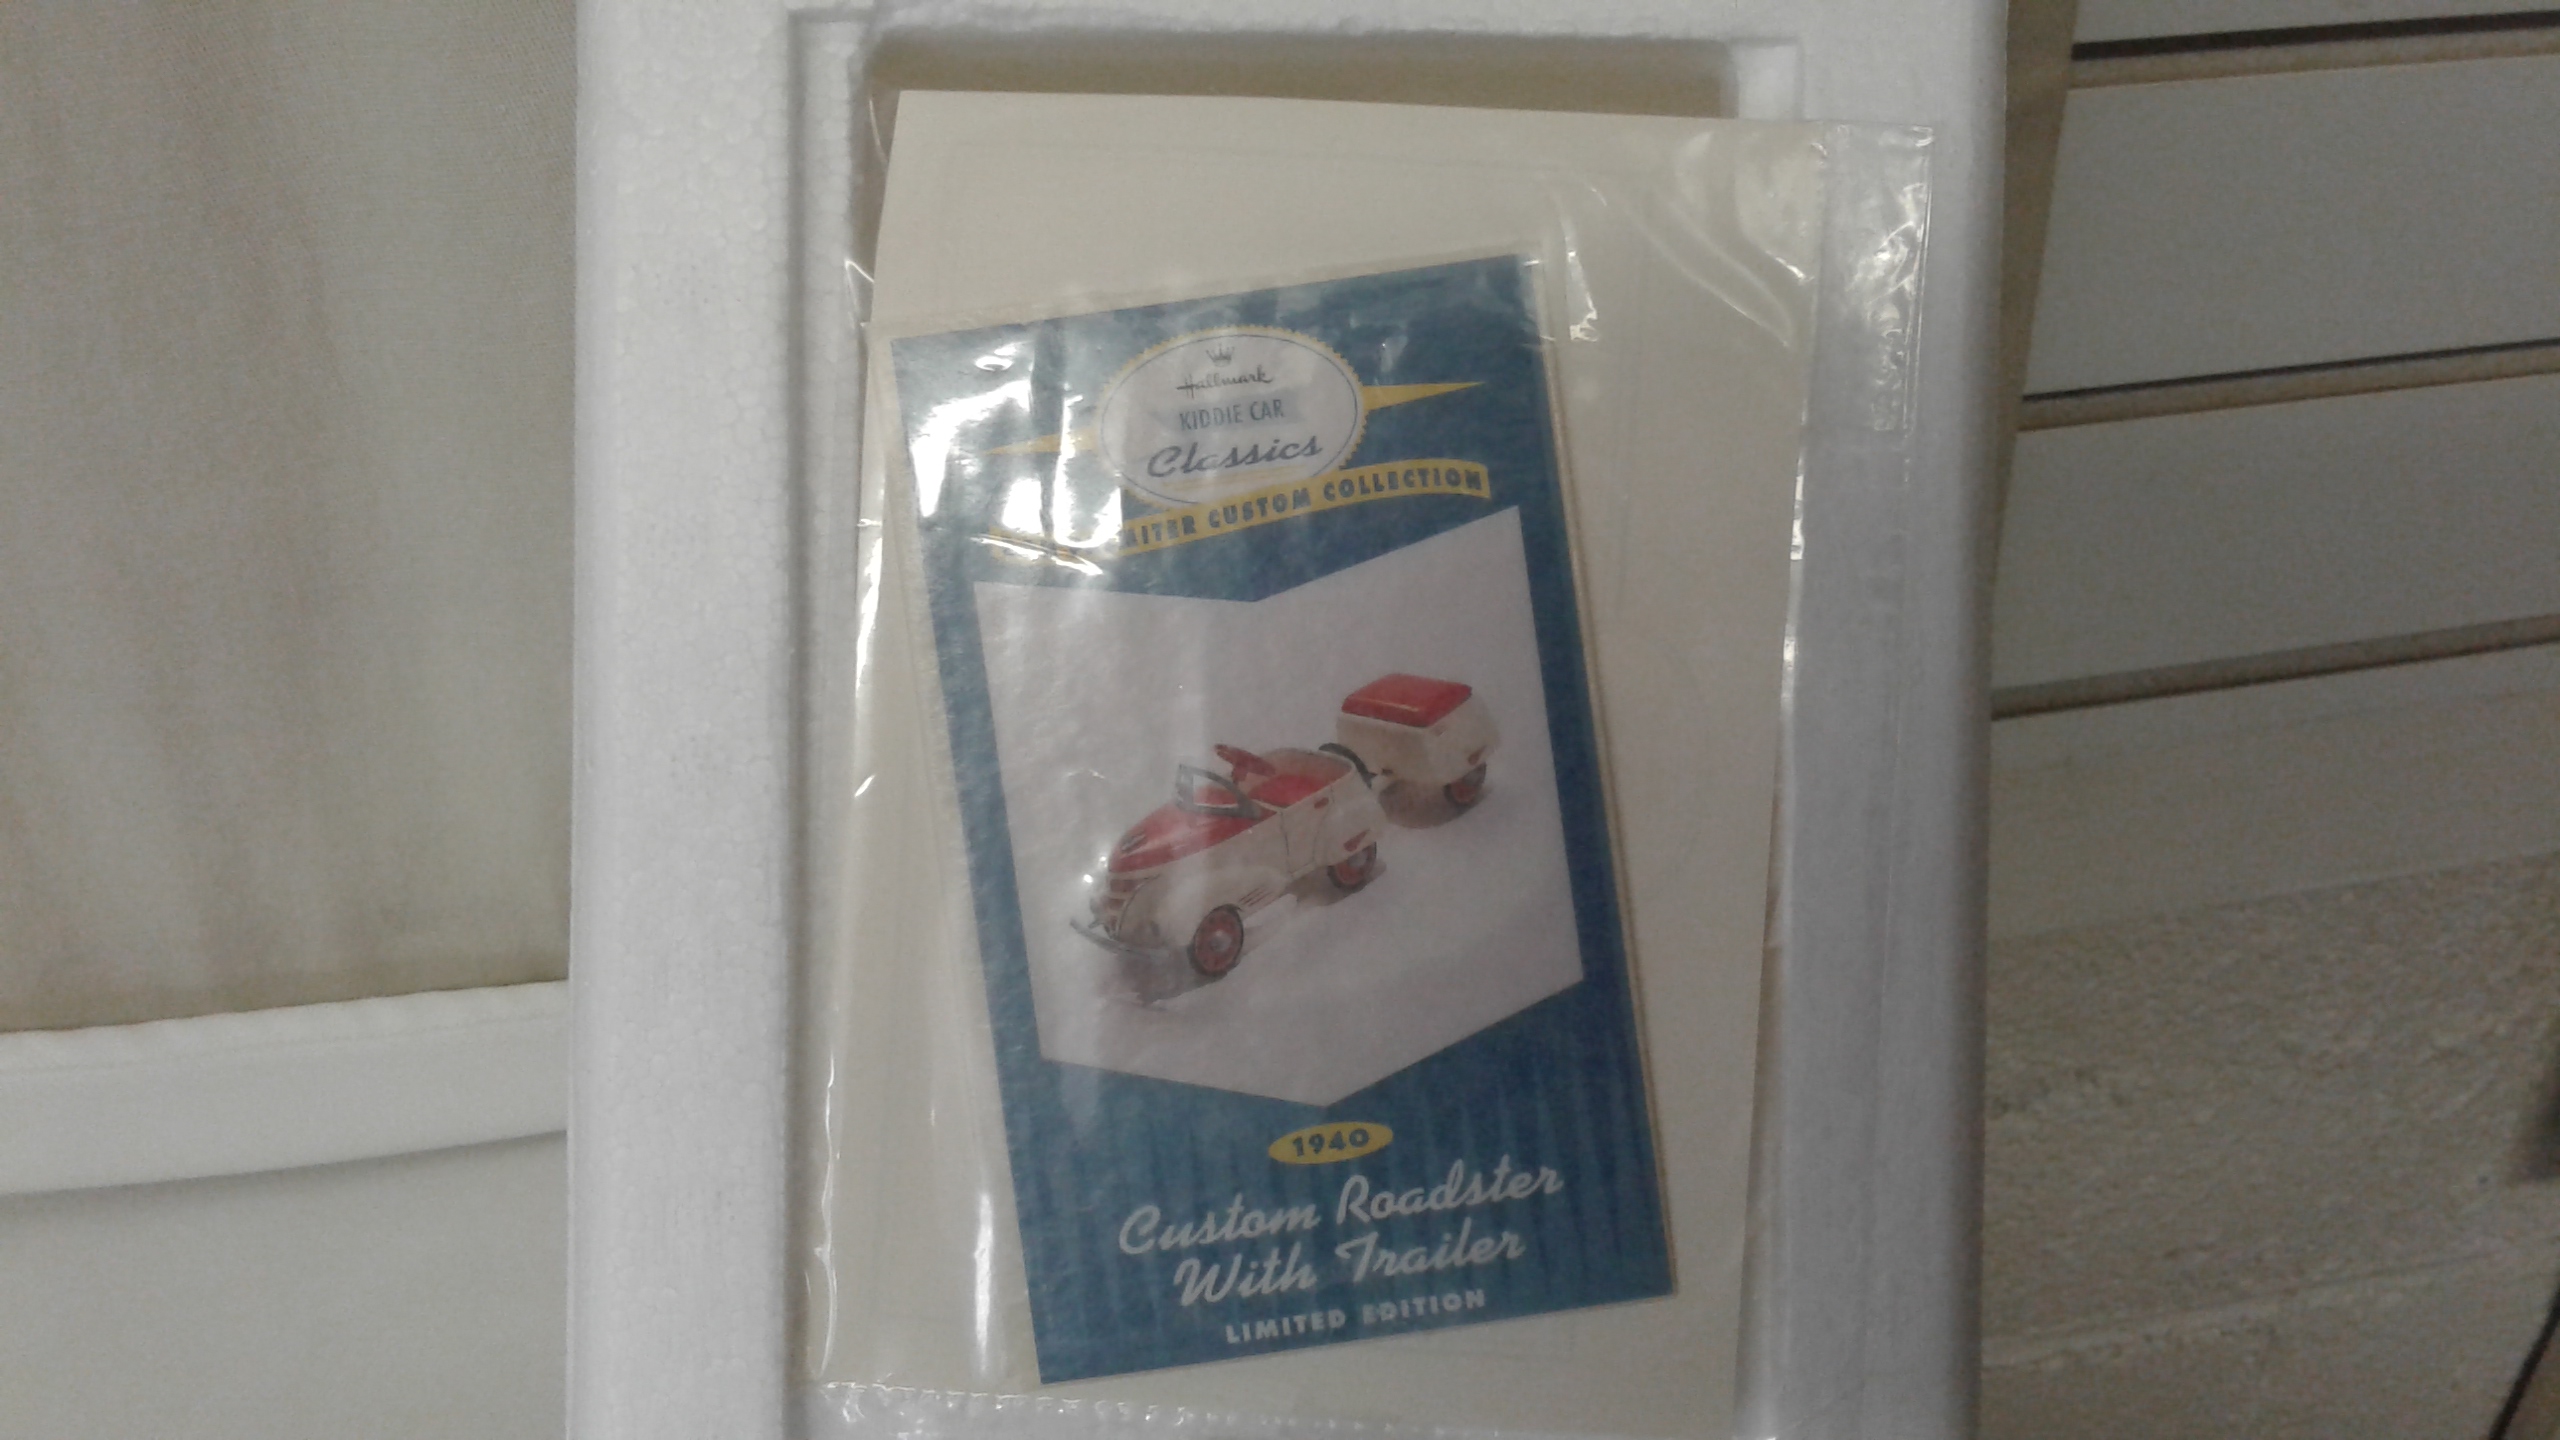 Hallmark
KIDDIE CAR
Classics
CUSTOM COLLECTION
1940
Custom Roadster
With Trailer
LIMITED EDITION